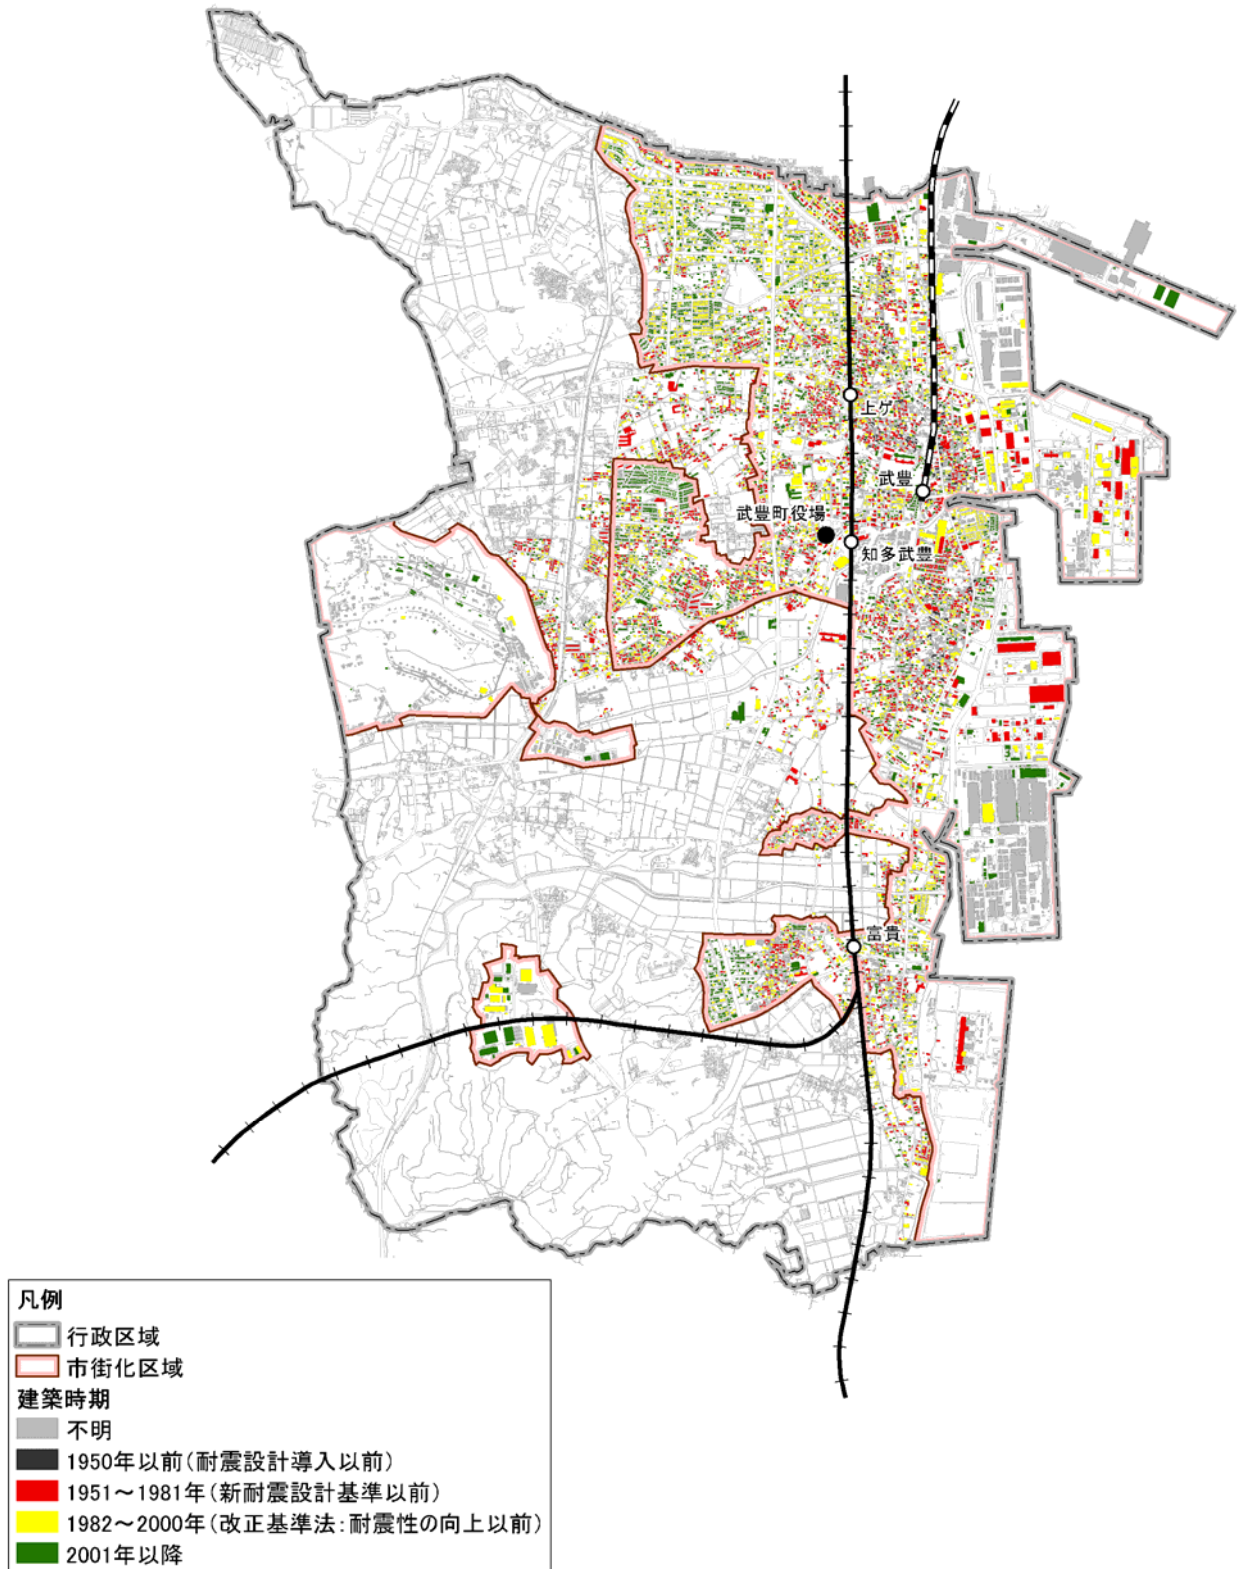 上ゲ
武豊
武豊町役場
知多武豊
富貴
凡例
行政区域
市街化区域
建築時期
不明
1950年以前(耐震設計導入以前)
1951～1981年(新耐震設計基準以前)
1982～2000年(改正基準法:耐震性の向上以前)
2001年以降